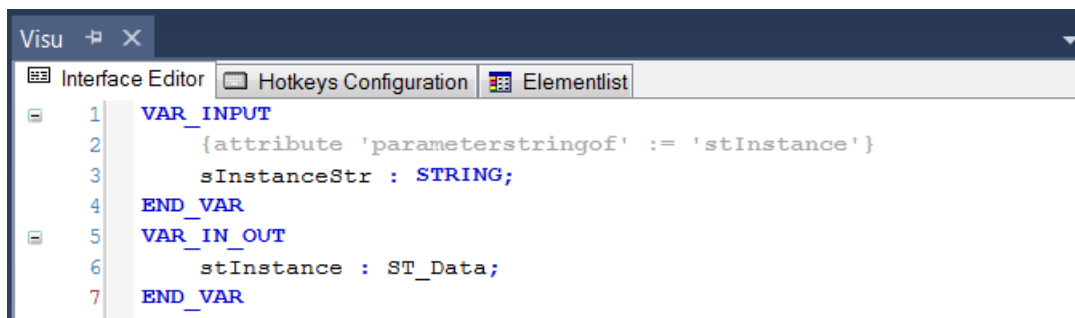 Visu
Interface Editor Hotkeys Configuration Elementlist
1 VAR_INPUT
2 {attribute 'parameterstringof' := 'stInstance'}
3 sInstanceStr : STRING;
4 END_VAR
5 VAR_IN_OUT
6 stInstance : ST_Data;
7 END_VAR